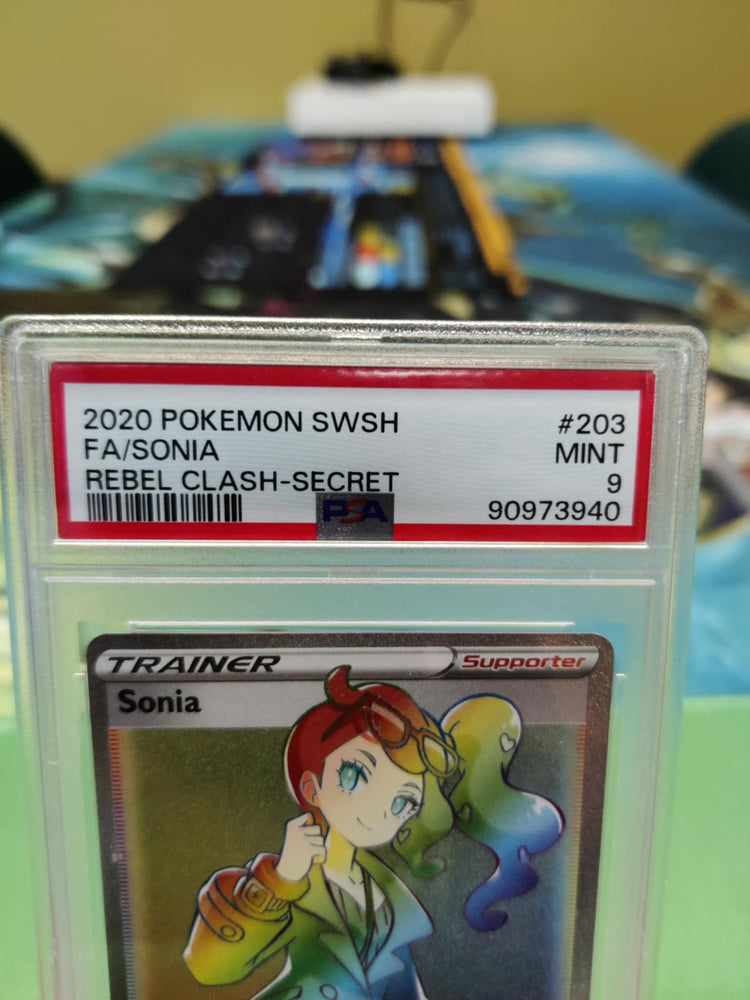 2020 POKEMON SWSH #203
FA/SONIA MINT
REBEL CLASH-SECRET 9
PSA 90973940
TRAINER Supporter
Sonia